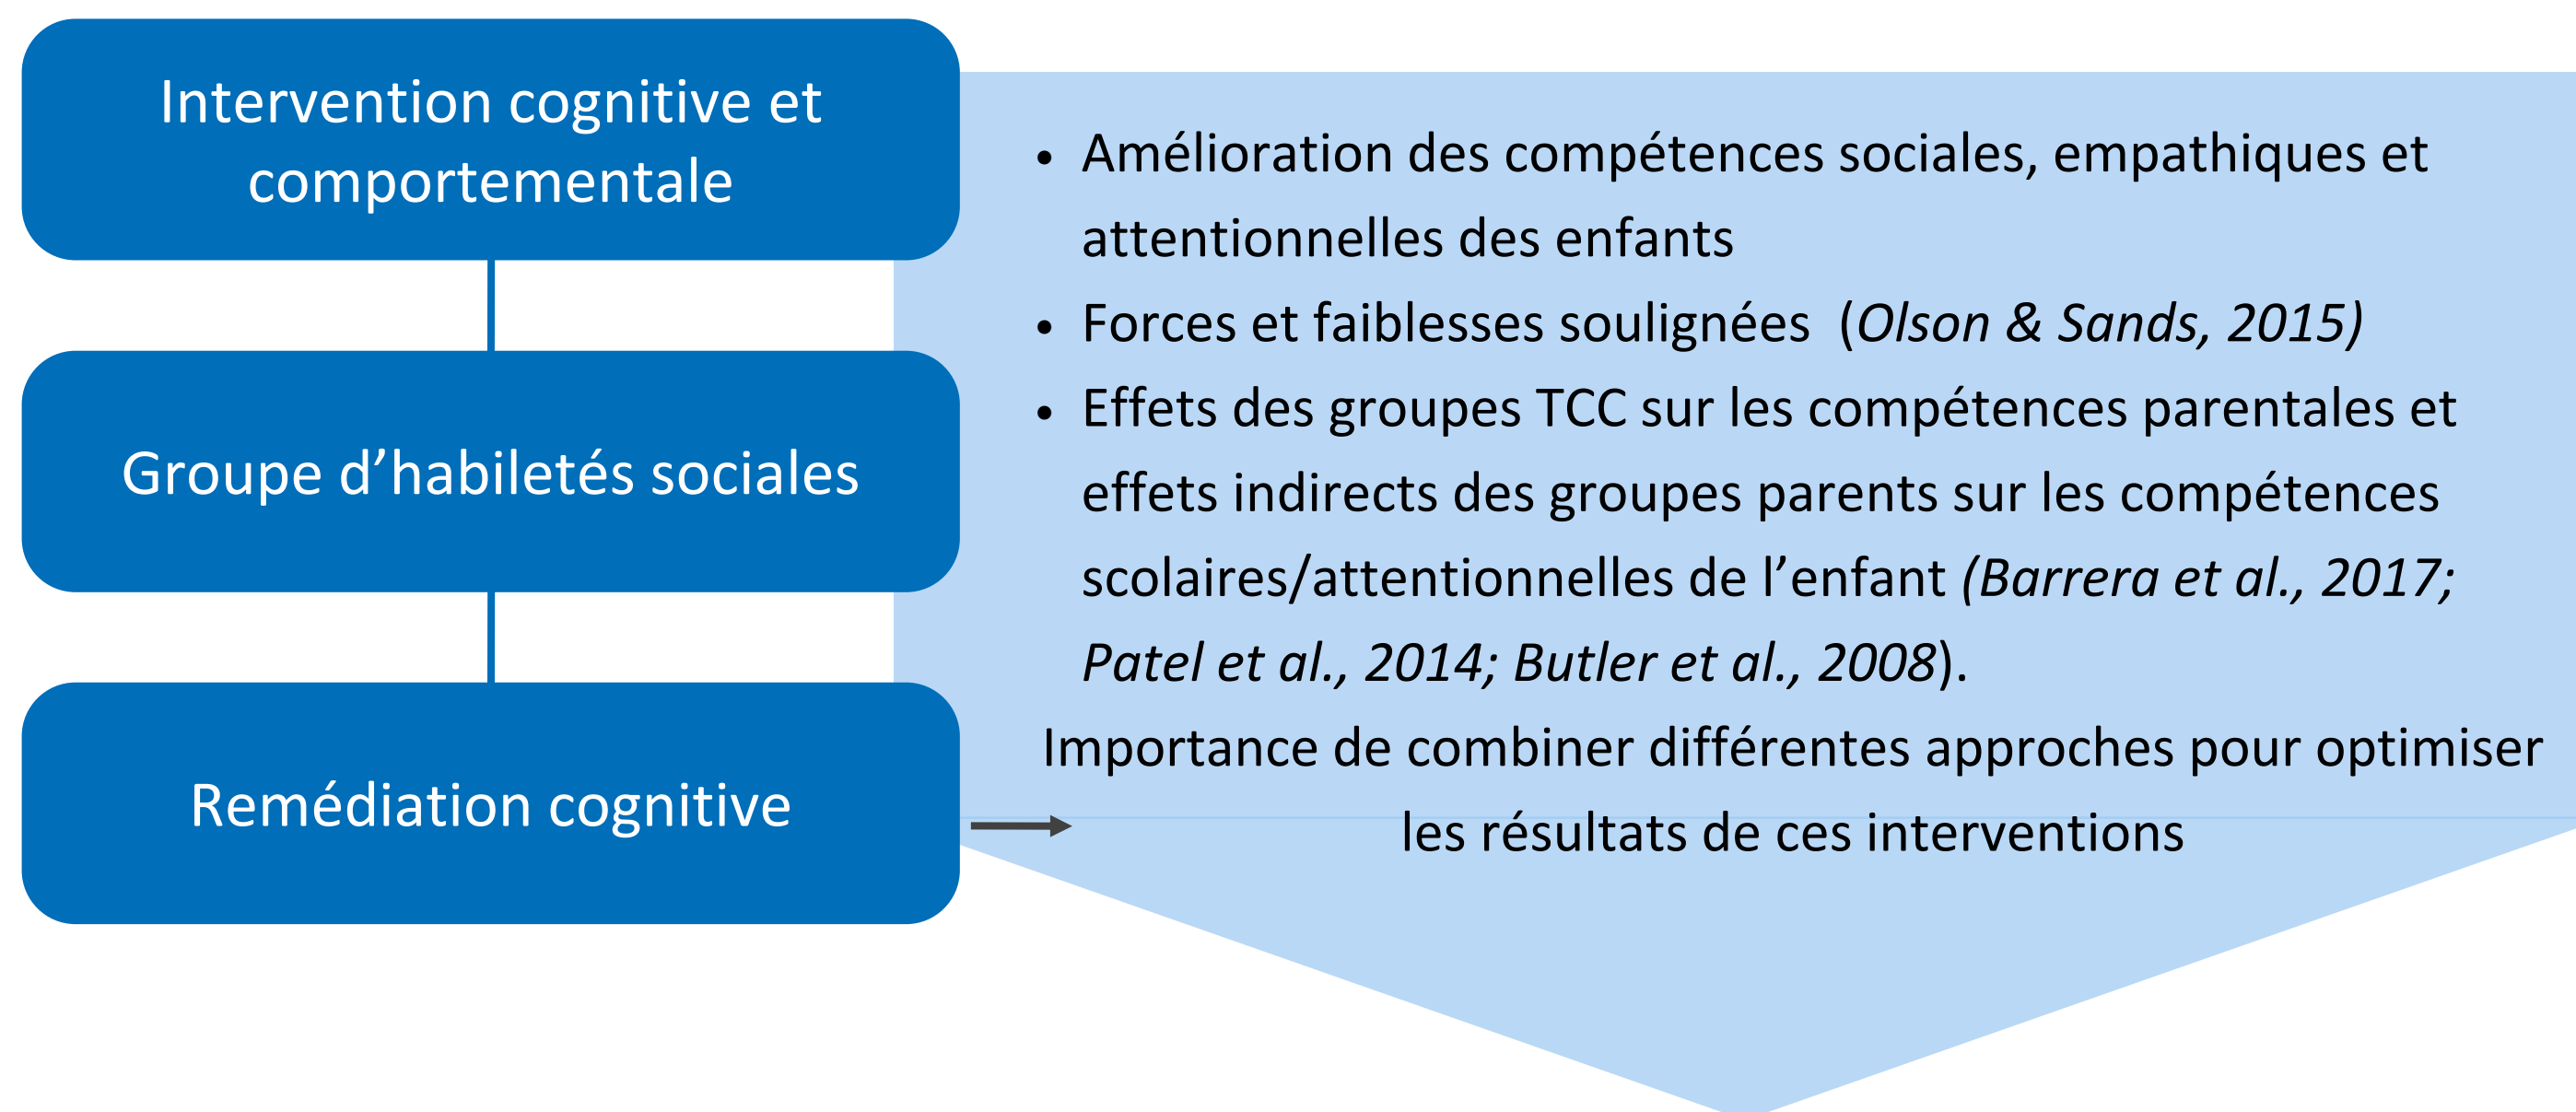 Intervention cognitive et
comportementale
Groupe d’habiletés sociales
Remédiation cognitive
• Amélioration des compétences sociales, empathiques et
attentionnelles des enfants
• Forces et faiblesses soulignées  (Olson & Sands, 2015)
• Effets des groupes TCC sur les compétences parentales et
effets indirects des groupes parents sur les compétences
scolaires/attentionnelles de l’enfant (Barrera et al., 2017;
Patel et al., 2014; Butler et al., 2008).
Importance de combiner différentes approches pour optimiser
les résultats de ces interventions